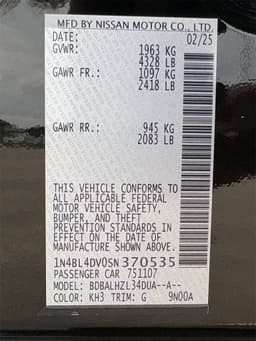 MFD BY NISSAN MOTOR CO., LTD.
DATE: 02/25
GVWR: 1963 KG
4328 LB
GAWR FR.: 1097 KG
2418 LB
GAWR RR.: 945 KG
2083 LB
THIS VEHICLE CONFORMS TO
ALL APPLICABLE FEDERAL
MOTOR VEHICLE SAFETY,
BUMPER, AND THEFT
PREVENTION STANDARDS IN
EFFECT ON THE DATE OF
MANUFACTURE SHOWN ABOVE.
1N4BL4DV0SN370535
PASSENGER CAR 751107
MODEL: BDBALHZL34DUA--A--
COLOR: KH3 TRIM: G 9N00A